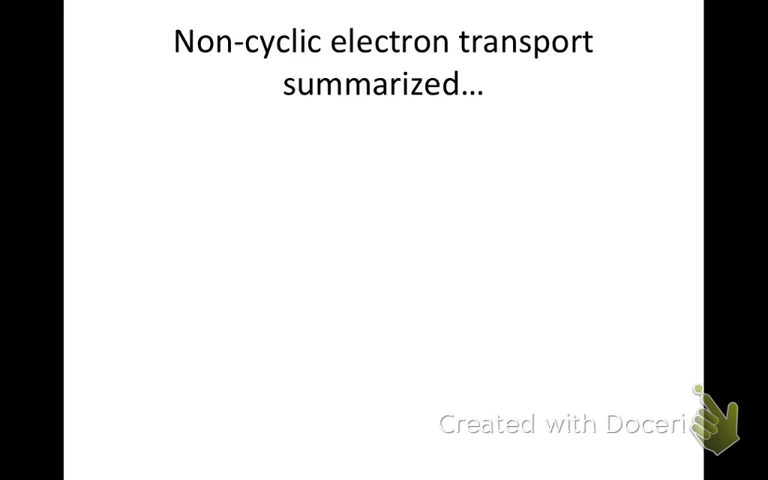 Non-cyclic electron transport
summarized…
Created with Doceri